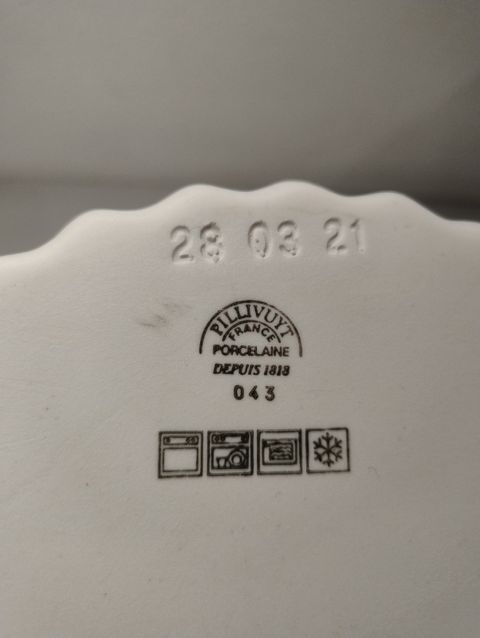 28 03 21
PILLIVUYT
FRANCE
PORCELAINE
DEPUIS 1818
043